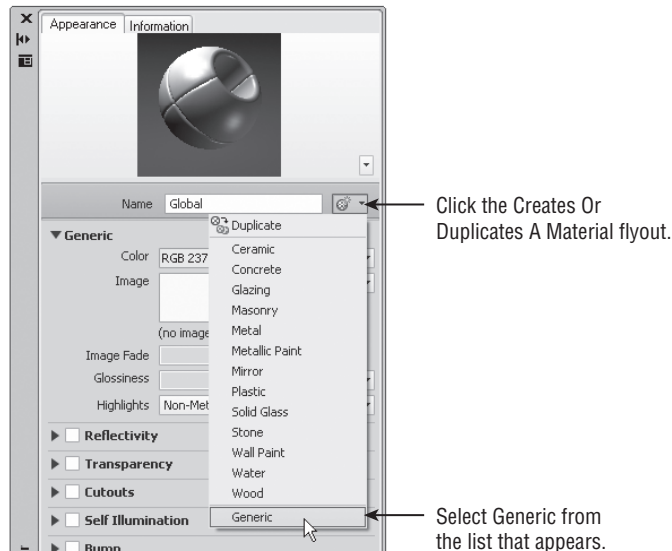 Appearance Information
Name Global
Click the Creates Or
Duplicates A Material flyout.
Duplicate
Generic
Color RGB 237
Image
(no image
Image Fade
Glossiness
Highlights Non-Met
Reflectivity
Transparency
Cutouts
Self Illumination
Bump
Ceramic
Concrete
Glazing
Masonry
Metal
Metallic Paint
Mirror
Plastic
Solid Glass
Stone
Wall Paint
Water
Wood
Generic
Select Generic from
the list that appears.